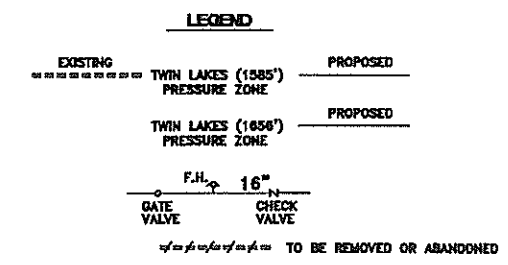 LEGEND
EXISTING
TWIN LAKES (1585')
PRESSURE ZONE
PROPOSED
TWIN LAKES (1656')
PRESSURE ZONE
PROPOSED
F.H. 16"
GATE
VALVE
CHECK
VALVE
TO BE REMOVED OR ABANDONED